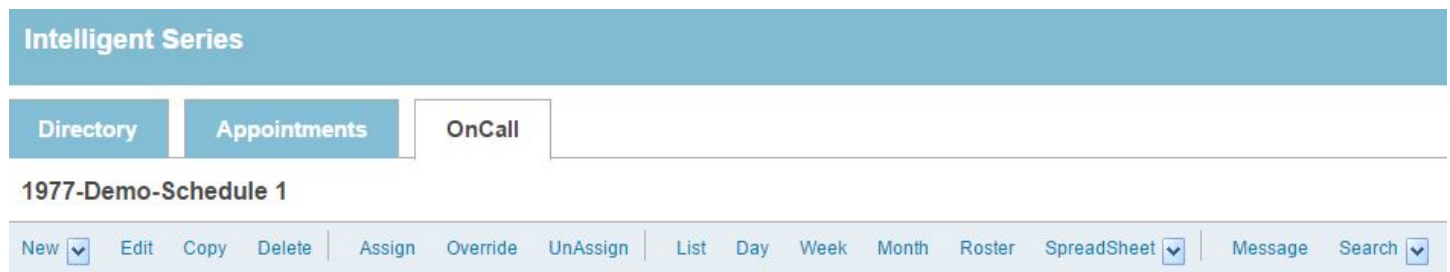 Intelligent Series
Directory Appointments OnCall
1977-Demo-Schedule 1
New Edit Copy Delete Assign Override UnAssign List Day Week Month Roster SpreadSheet Message Search